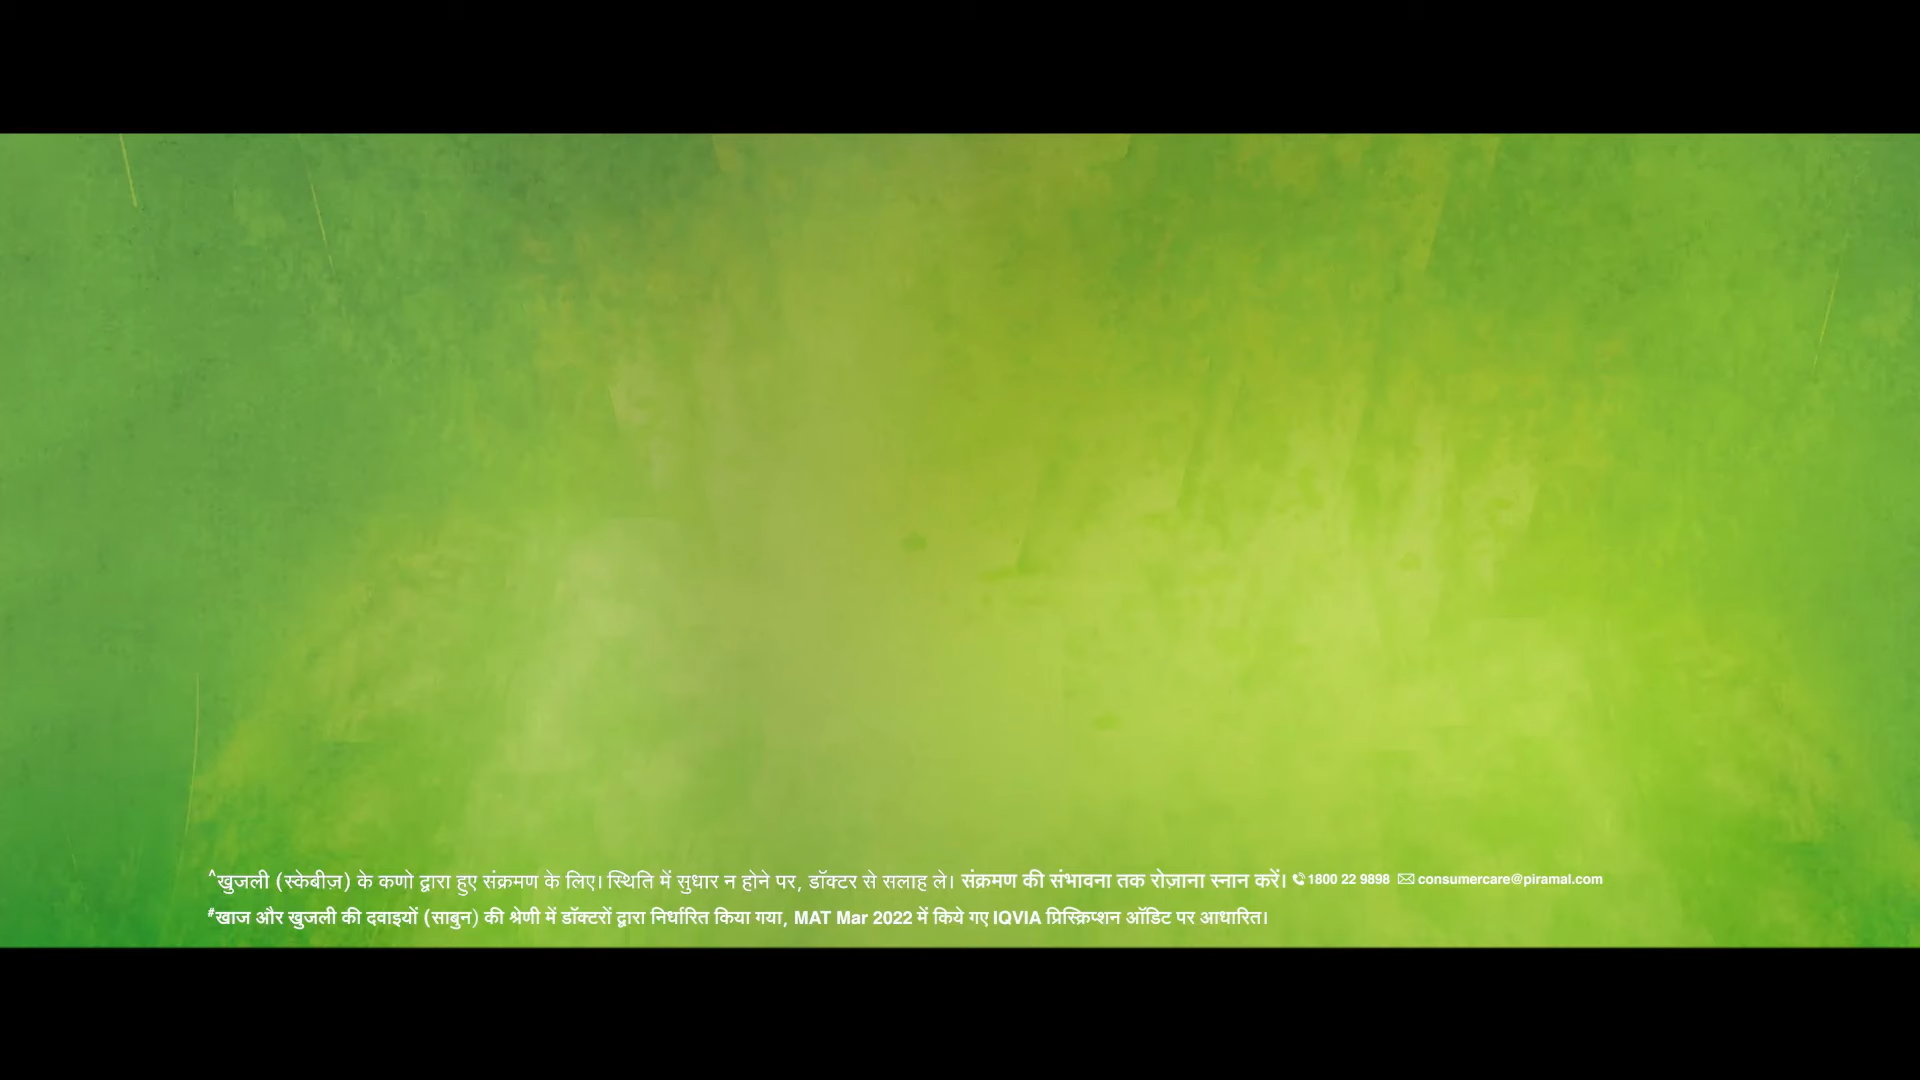 ^खुजली (स्केबीज़) के कणो द्वारा हुए संक्रमण के लिए। स्थिति में सुधार न होने पर, डॉक्टर से सलाह ले। संक्रमण की संभावना तक रोज़ाना स्नान करें। 1800 22 9898 consumercare@piramal.com
#खाज और खुजली की दवाइयों (साबुन) की श्रेणी में डॉक्टरों द्वारा निर्धारित किया गया, MAT Mar 2022 में किये गए IQVIA प्रिस्क्रिप्शन ऑडिट पर आधारित।